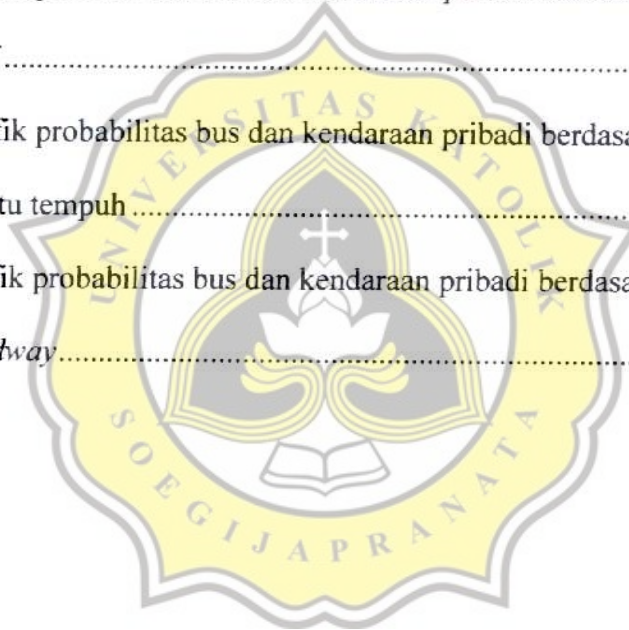 fik probabilitas bus dan kendaraan pribadi berdasa
tu tempuh
ik probabilitas bus dan kendaraan pribadi berdasa
dway
UNIVERSITAS KATOLIK
SOEGIJAPRANATA